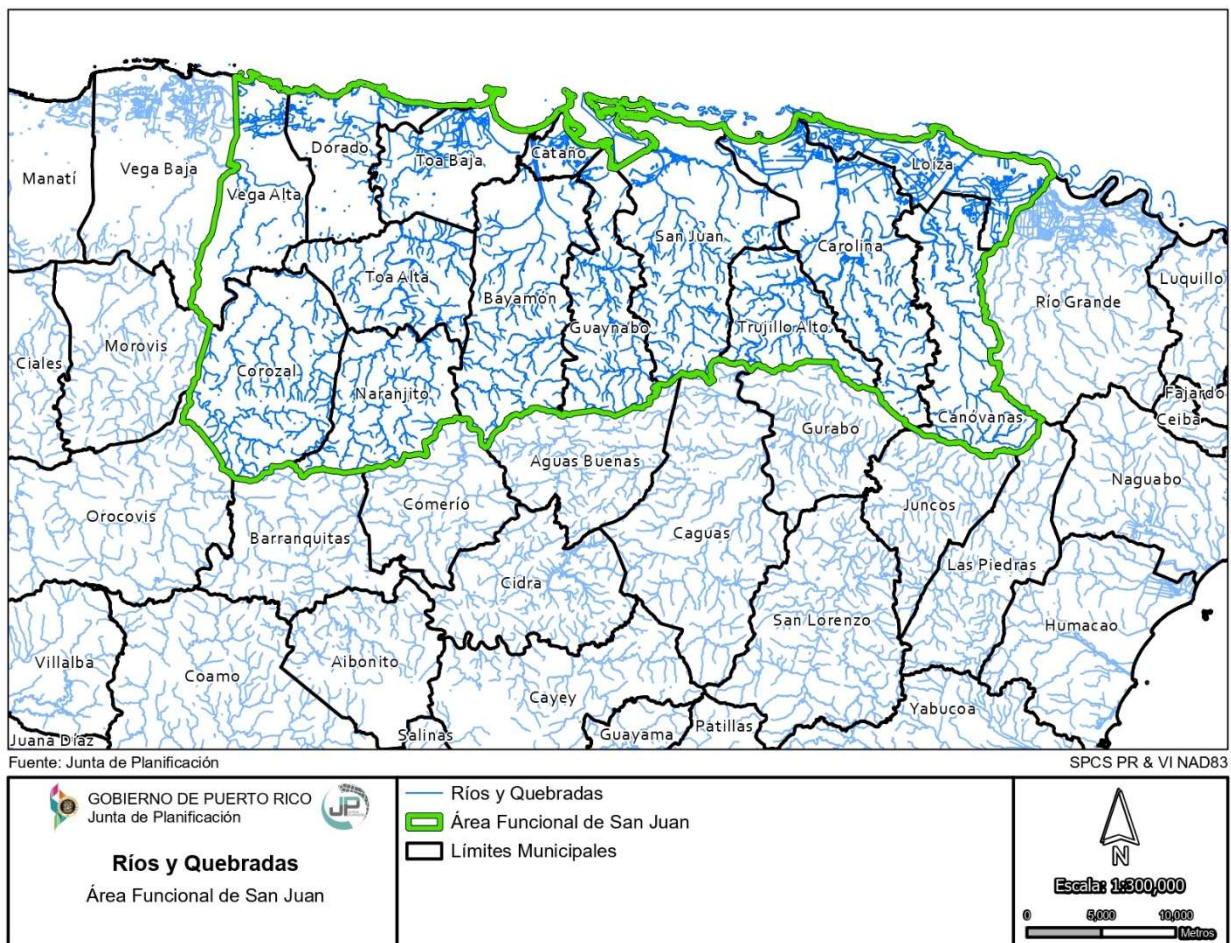 Manatí
Vega Baja
Vega Alta
Dorado
Toa Baja
Cataño
Loiza
San Juan
Carolina
Toa Alta
Bayamón
Guaynabo
Trujillo Alto
Río Grande
Luquillo
Ciales
Morovis
Corozal
Naranjito
Canóvanas
Fajardo
Ceiba
Gurabo
Aguas Buenas
Naguabo
Orocovis
Barranquitas
Comerío
Caguas
Juncos
Cidra
Las Piedras
San Lorenzo
Humacao
Villalba
Coamo
Aibonito
Cayey
Yabucoa
Juana Díaz
Salinas
Guayama
Patillas
Fuente: Junta de Planificación
SPCS PR & VI NAD83
GOBIERNO DE PUERTO RICO
Junta de Planificación
JP
Ríos y Quebradas
Área Funcional de San Juan
Ríos y Quebradas
Área Funcional de San Juan
Límites Municipales
N
Escala: 1:300,000
0 5,000 10,000
Metros